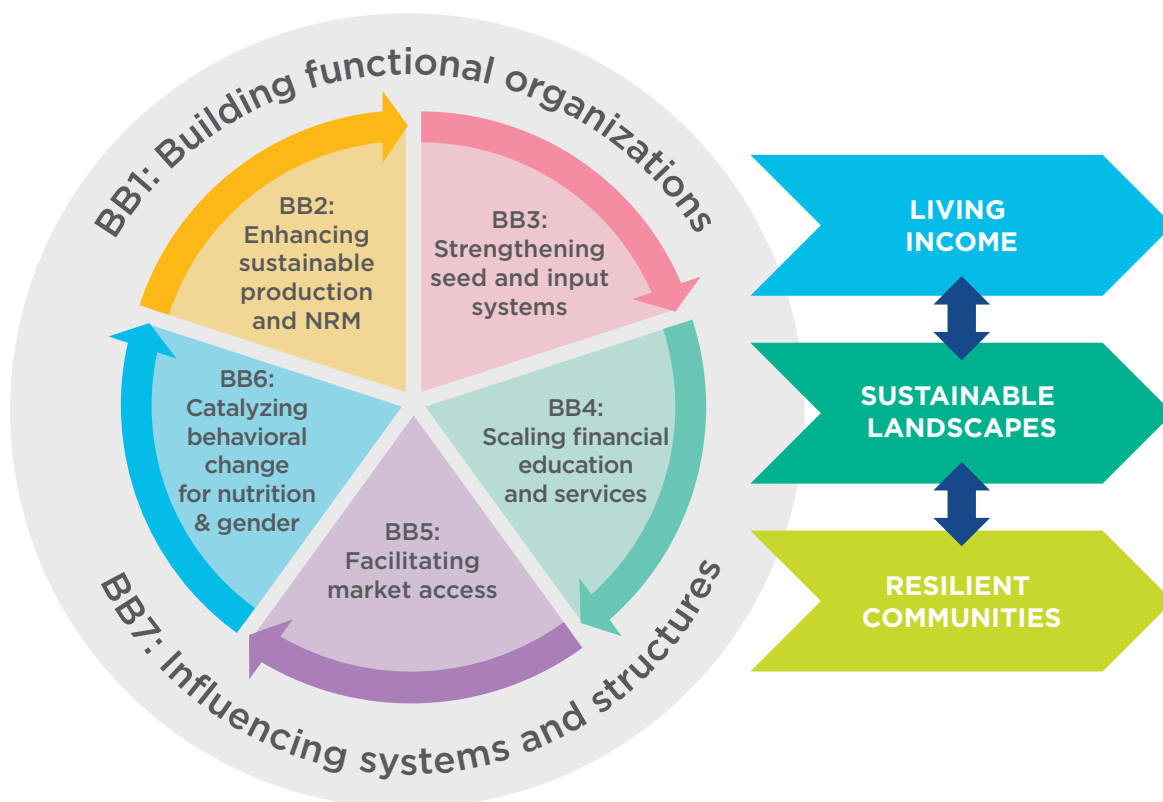 BB1: Building functional organizations
BB2:
Enhancing
sustainable
production
and NRM
BB3:
Strengthening
seed and input
systems
BB4:
Scaling financial
education
and services
BB5:
Facilitating
market access
BB6:
Catalyzing
behavioral
change
for nutrition
& gender
BB7: Influencing systems and structures
LIVING
INCOME
SUSTAINABLE
LANDSCAPES
RESILIENT
COMMUNITIES